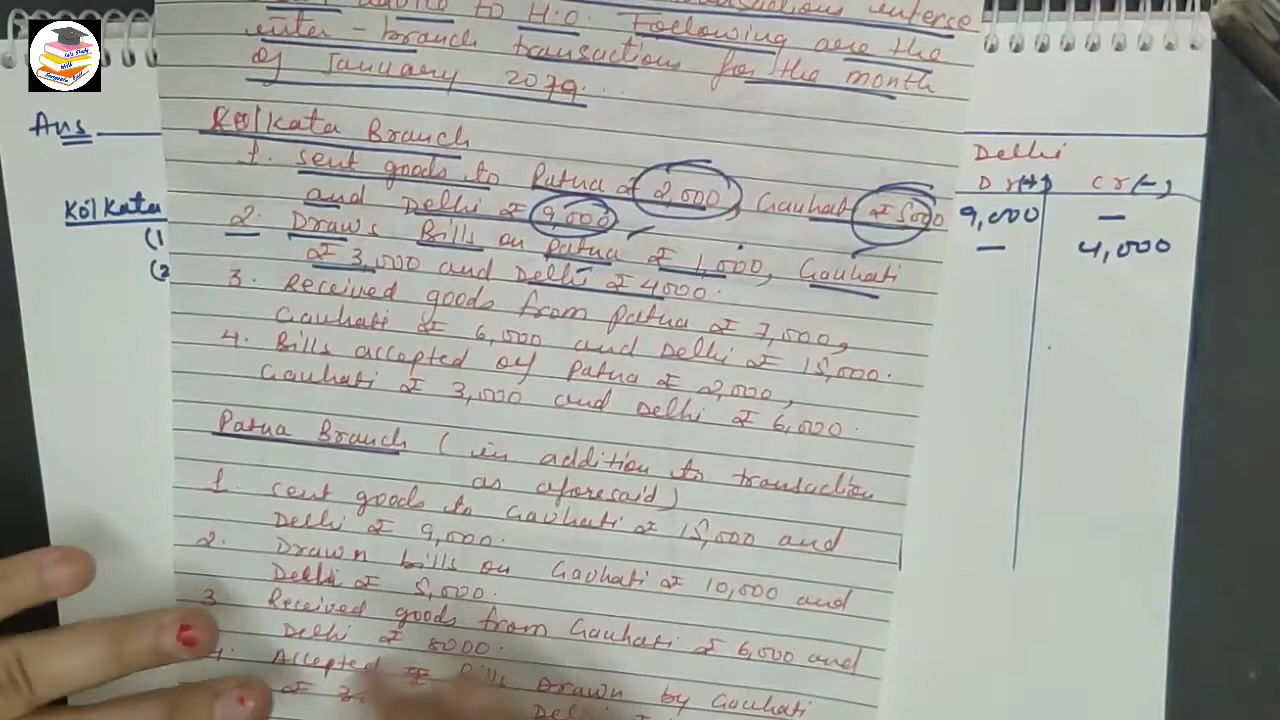 Let's Study
With
to H.O. Following are the
inter-branch transactions for the month
of January 2079...
Ans
Kolkata Branch
1. Sent goods to Patna ₹ 2,000, Gauhati ₹ 5000
and Delhi ₹ 9,000
2. Draws Bills on Patna ₹ 1,000, Gauhati
₹ 3,000 and Delhi ₹ 4000.
3. Received goods from Patna ₹ 7,000,
Gauhati ₹ 6,000 and Delhi ₹ 15,000.
4. Bills accepted of Patna ₹ 2,000,
Gauhati ₹ 3,000 and Delhi ₹ 6,000.
Patna Branch (in addition to transaction
as aforesaid)
1. Sent goods to Gauhati ₹ 15,000 and
Delhi ₹ 9,000.
2. Drawn bills on Gauhati ₹ 10,000 and
Delhi ₹ 5,000.
3 Received goods from Gauhati ₹ 6,000 and
Delhi ₹ 8000.
4. Accepted Bills Drawn by Gauhati
Kolkata
(1
(2
Delhi
Dr(+) Cr(-)
9,000 —
— 4,000